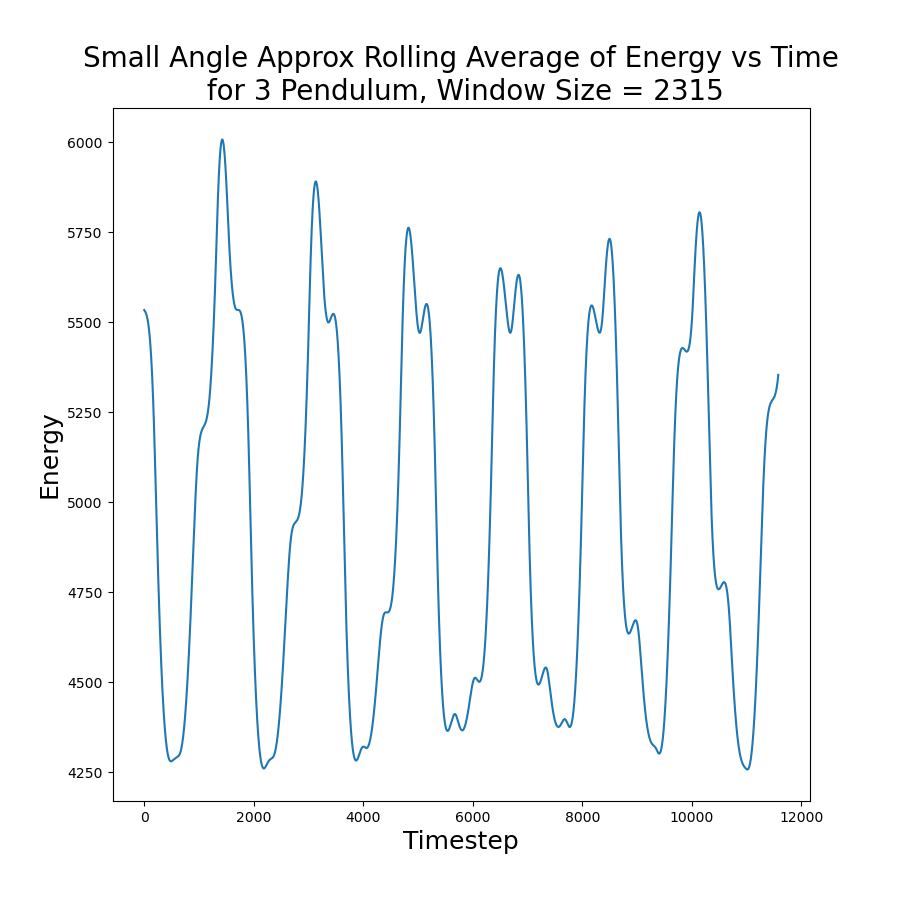 Small Angle Approx Rolling Average of Energy vs Time
for 3 Pendulum, Window Size = 2315
6000
5750
5500
5250
5000
4750
4500
4250
Energy
0 2000 4000 6000 8000 10000 12000
Timestep